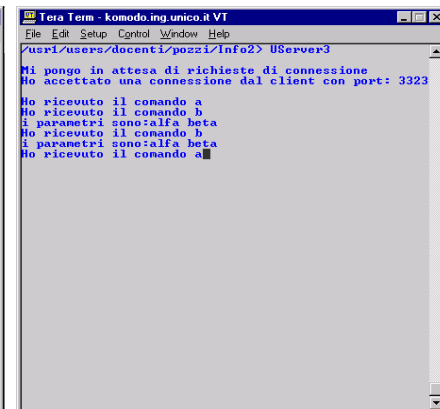 Tera Term - komodo.ing.unico.it VT
File Edit Setup Control Window Help
/usr1/users/docenti/pozzi/Info2> UServer3
Mi pongo in attesa di richieste di connessione
Ho accettato una connessione dal client con port: 3323
Ho ricevuto il comando a
Ho ricevuto il comando b
i parametri sono:alfa beta
Ho ricevuto il comando b
i parametri sono:alfa beta
Ho ricevuto il comando a